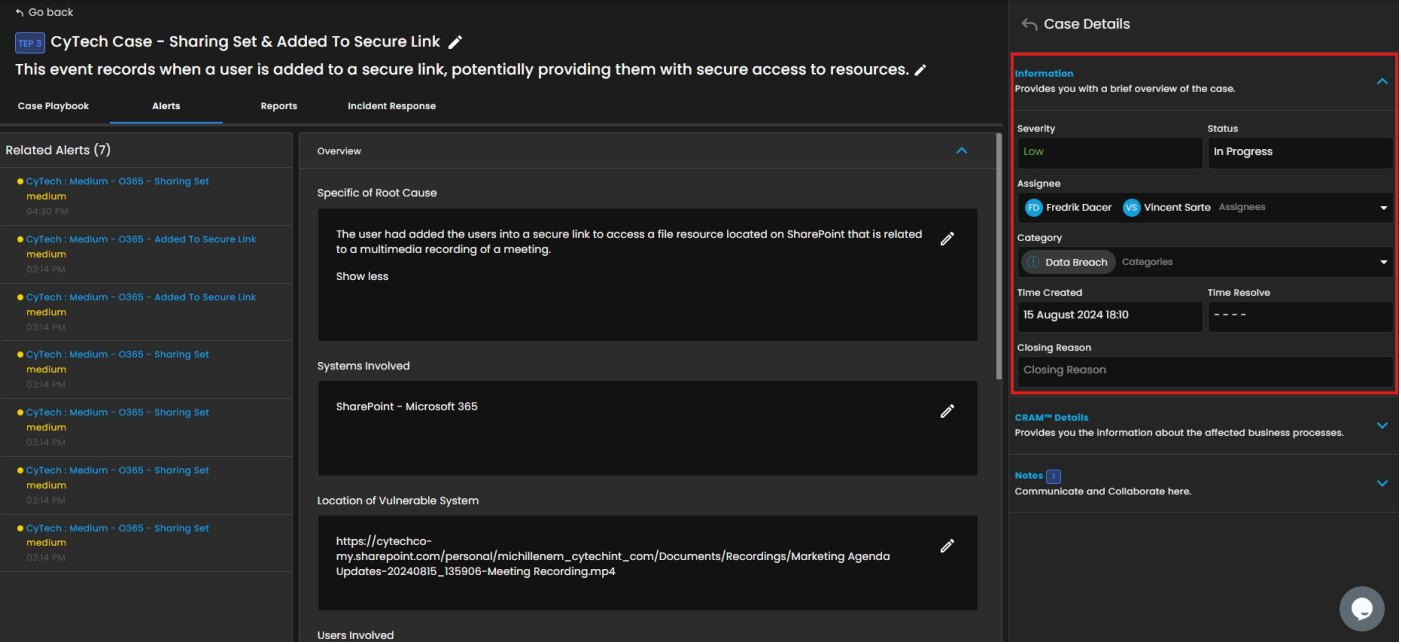 Go back
TEP 3 CyTech Case - Sharing Set & Added To Secure Link
This event records when a user is added to a secure link, potentially providing them with secure access to resources.
Case Playbook Alerts Reports Incident Response
Related Alerts (7)
CyTech : Medium - O365 - Sharing Set
medium
04:30 PM
CyTech : Medium - O365 - Added To Secure Link
medium
03:14 PM
CyTech : Medium - O365 - Added To Secure Link
medium
03:14 PM
CyTech : Medium - O365 - Sharing Set
medium
03:14 PM
CyTech : Medium - O365 - Sharing Set
medium
03:14 PM
CyTech : Medium - O365 - Sharing Set
medium
03:14 PM
CyTech : Medium - O365 - Sharing Set
medium
03:14 PM
Overview
Specific of Root Cause
The user had added the users into a secure link to access a file resource located on SharePoint that is related
to a multimedia recording of a meeting.
Show less
Systems Involved
SharePoint - Microsoft 365
Location of Vulnerable System
https://cytechco-
my.sharepoint.com/personal/michillenem_cytechint_com/Documents/Recordings/Marketing Agenda
Updates-20240815_135906-Meeting Recording.mp4
Users Involved
Case Details
Information
Provides you with a brief overview of the case.
Severity Status
Low In Progress
Assignee
FD Fredrik Dacer VS Vincent Sarte Assignees
Category
Data Breach Categories
Time Created Time Resolve
15 August 2024 18:10 - - - -
Closing Reason
Closing Reason
CRAM™ Details
Provides you the information about the affected business processes.
Notes 1
Communicate and Collaborate here.